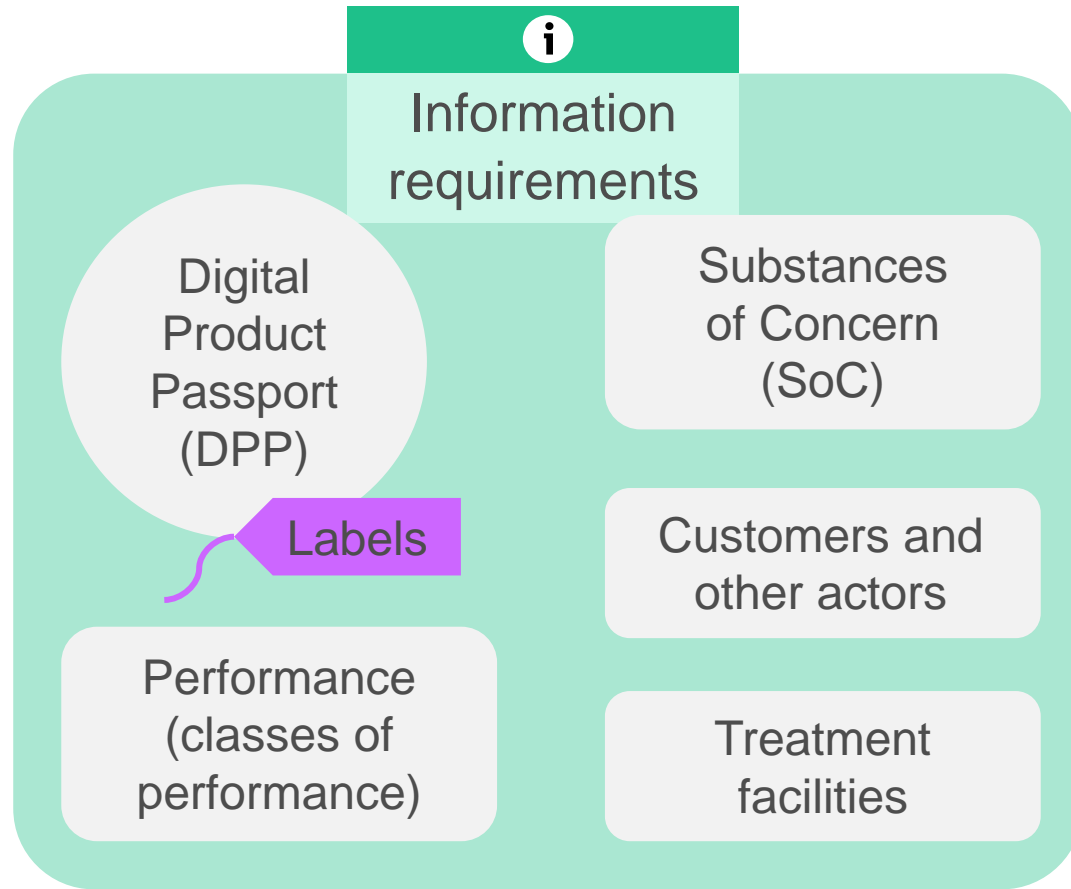 i
Information
requirements
Digital
Product
Passport
(DPP)
Labels
Performance
(classes of
performance)
Substances
of Concern
(SoC)
Customers and
other actors
Treatment
facilities